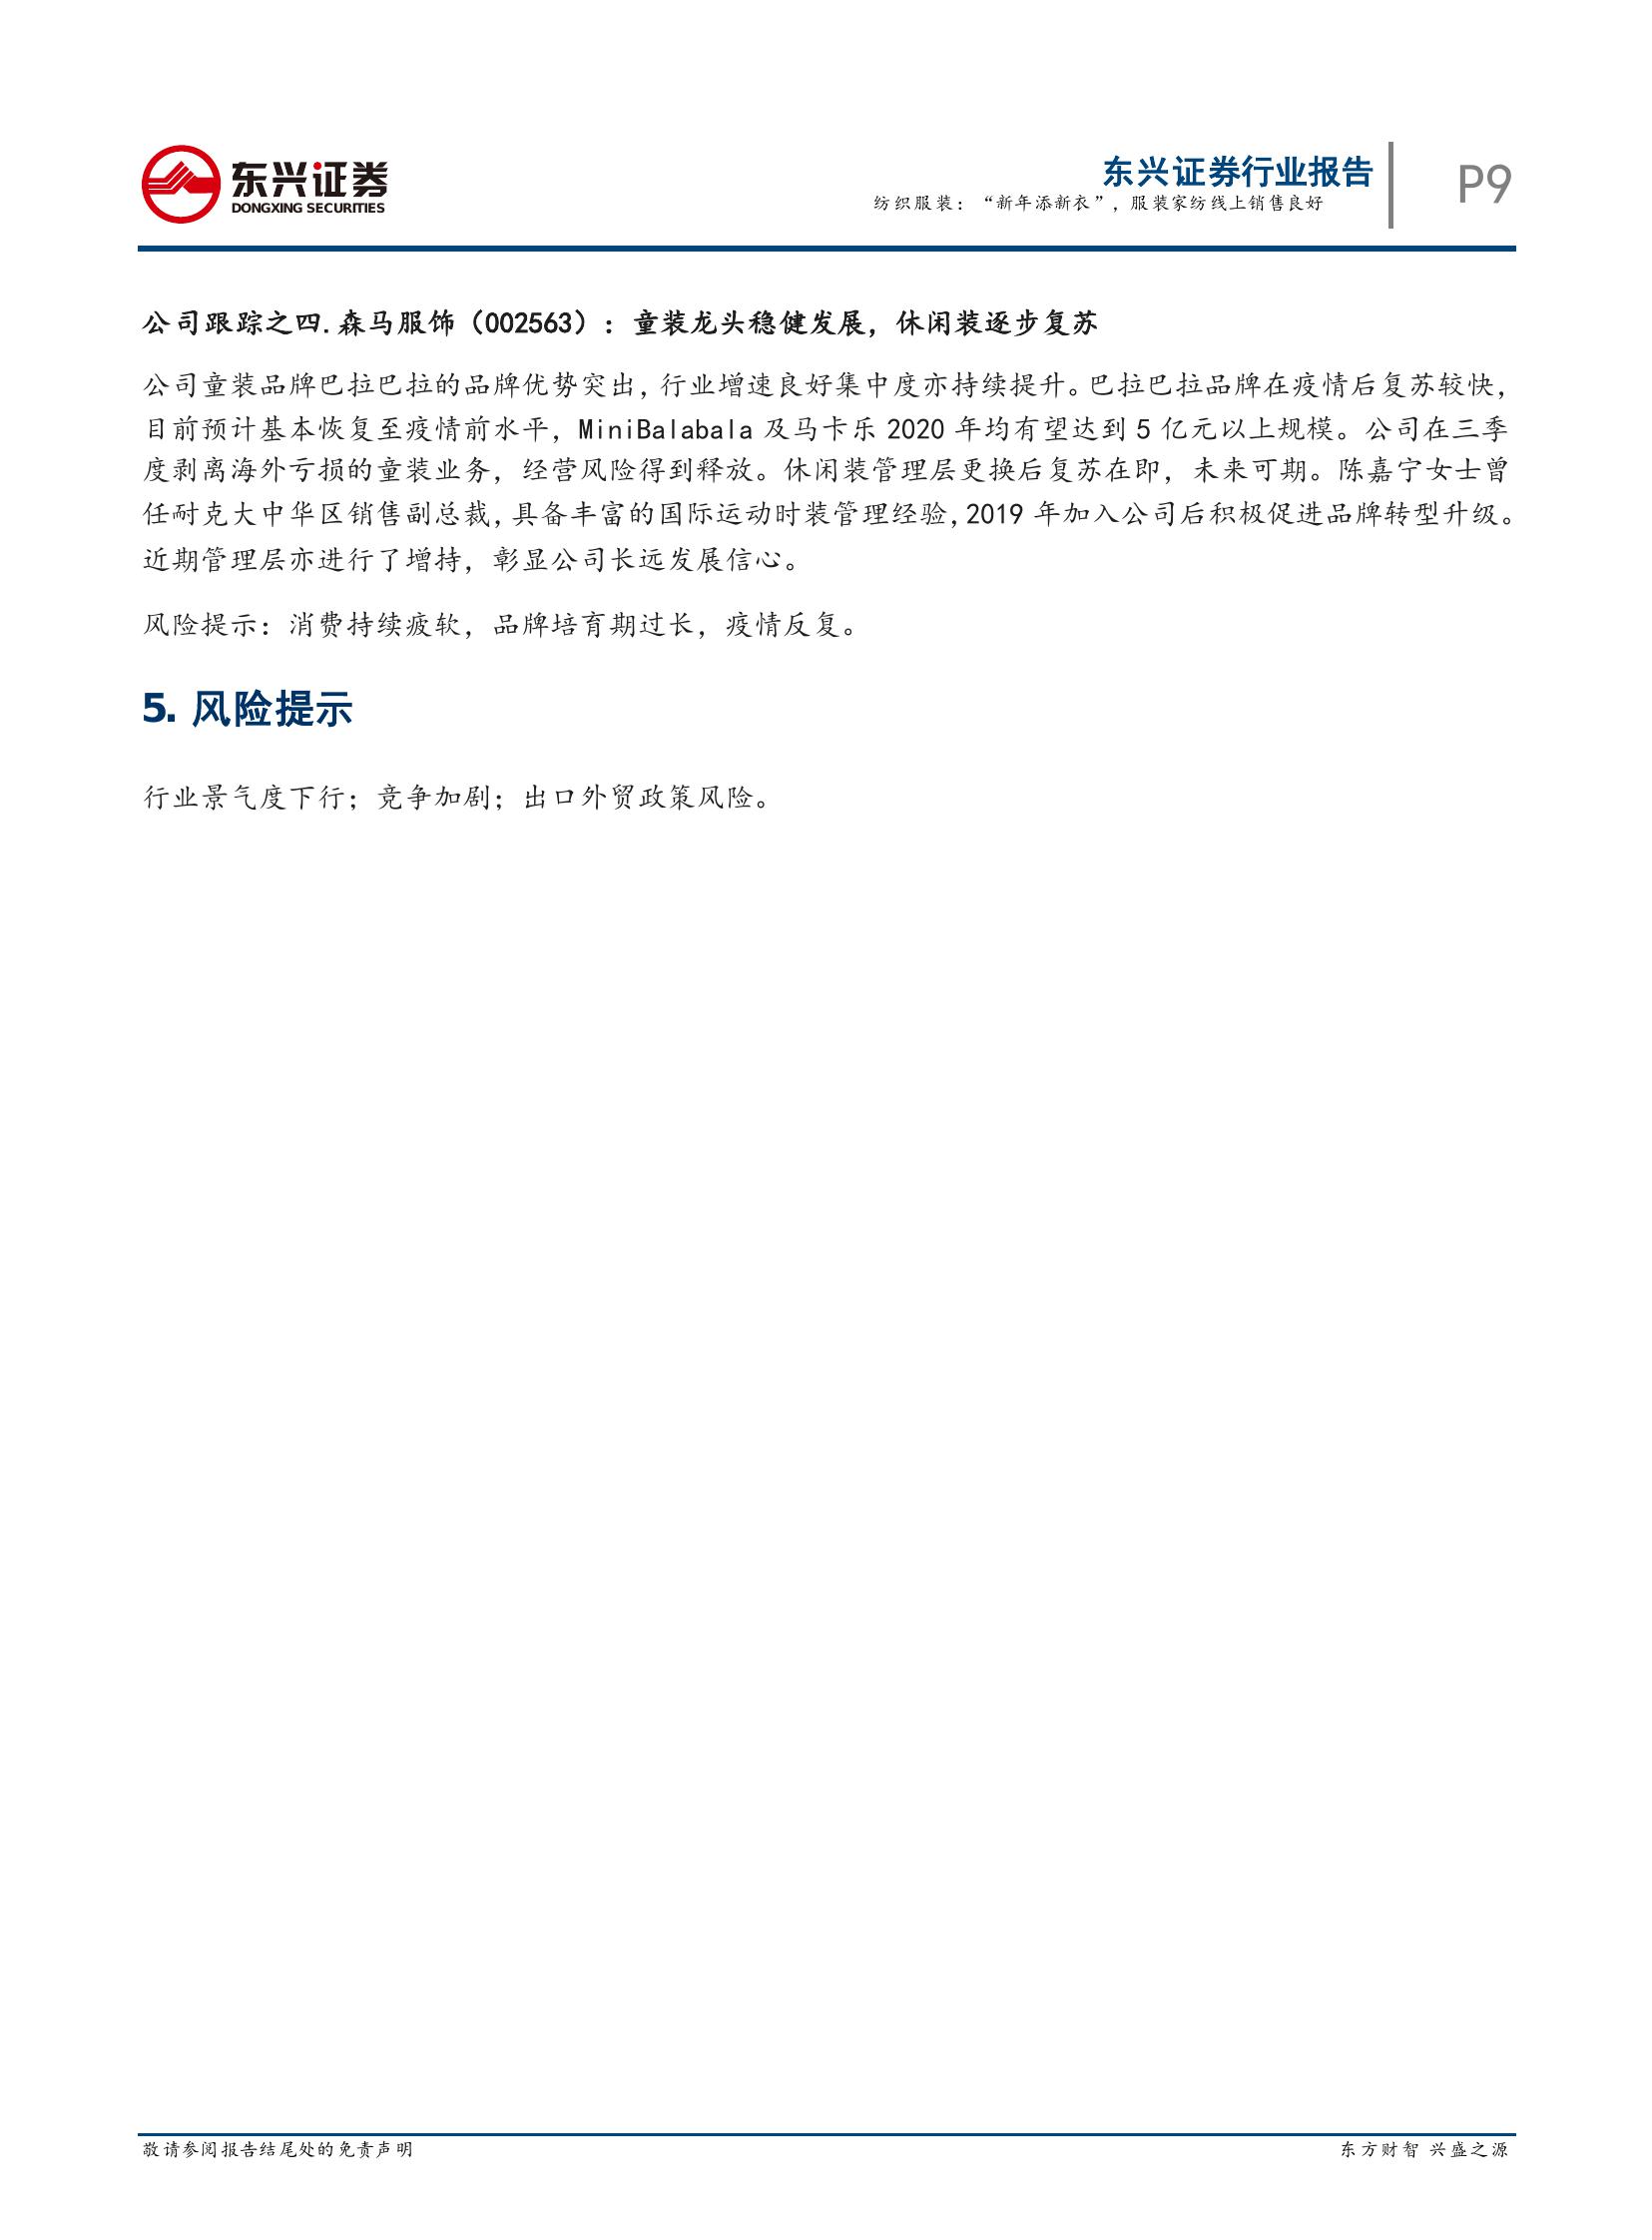 东兴证券
DONGXING SECURITIES
东兴证券行业报告
纺织服装：“新年添新衣”，服装家纺线上销售良好
P9
公司跟踪之四.森马服饰（002563）：童装龙头稳健发展，休闲装逐步复苏
公司童装品牌巴拉巴拉的品牌优势突出，行业增速良好集中度亦持续提升。巴拉巴拉品牌在疫情后复苏较快，
目前预计基本恢复至疫情前水平，MiniBalabala 及马卡乐 2020 年均有望达到 5 亿元以上规模。公司在三季
度剥离海外亏损的童装业务，经营风险得到释放。休闲装管理层更换后复苏在即，未来可期。陈嘉宁女士曾
任耐克大中华区销售副总裁，具备丰富的国际运动时装管理经验，2019 年加入公司后积极促进品牌转型升级。
近期管理层亦进行了增持，彰显公司长远发展信心。
风险提示：消费持续疲软，品牌培育期过长，疫情反复。
5. 风险提示
行业景气度下行；竞争加剧；出口外贸政策风险。
敬请参阅报告结尾处的免责声明
东方财智 兴盛之源